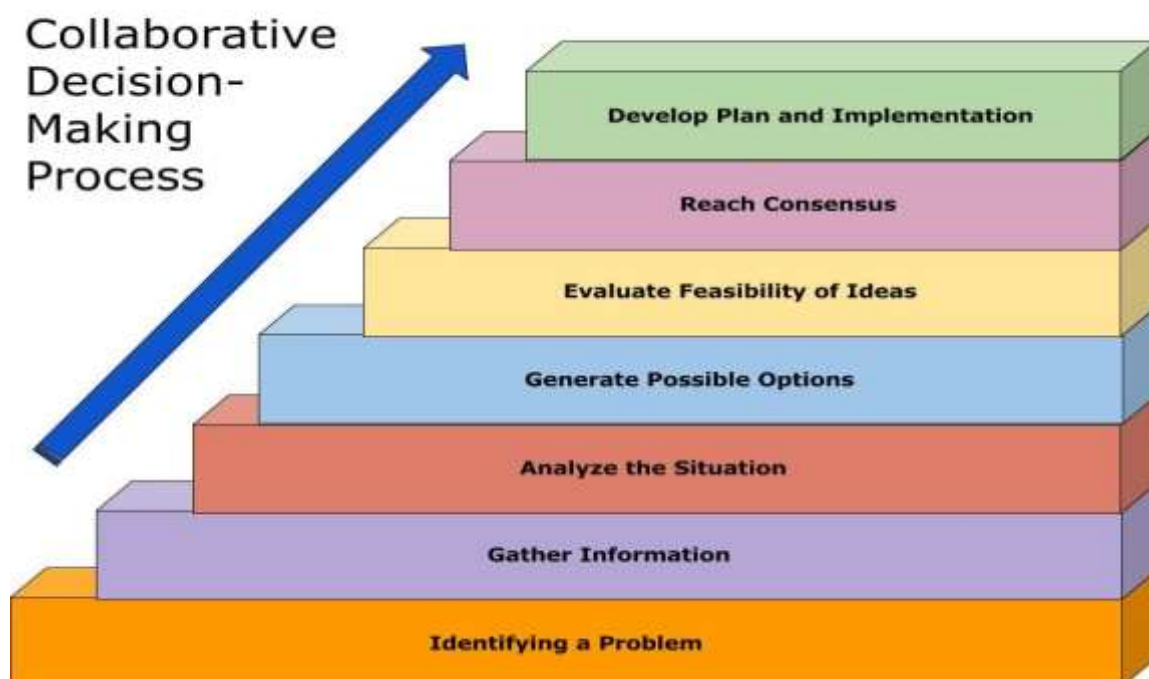 Collaborative
Decision-
Making
Process
Develop Plan and Implementation
Reach Consensus
Evaluate Feasibility of Ideas
Generate Possible Options
Analyze the Situation
Gather Information
Identifying a Problem